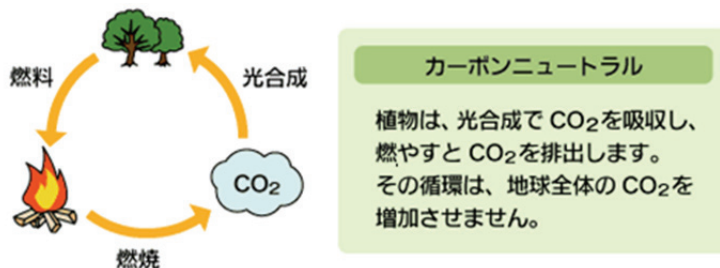 燃料
光合成
CO₂
燃焼
カーボンニュートラル
植物は、光合成で CO₂を吸収し、
燃やすと CO₂を排出します。
その循環は、地球全体の CO₂を
増加させません。